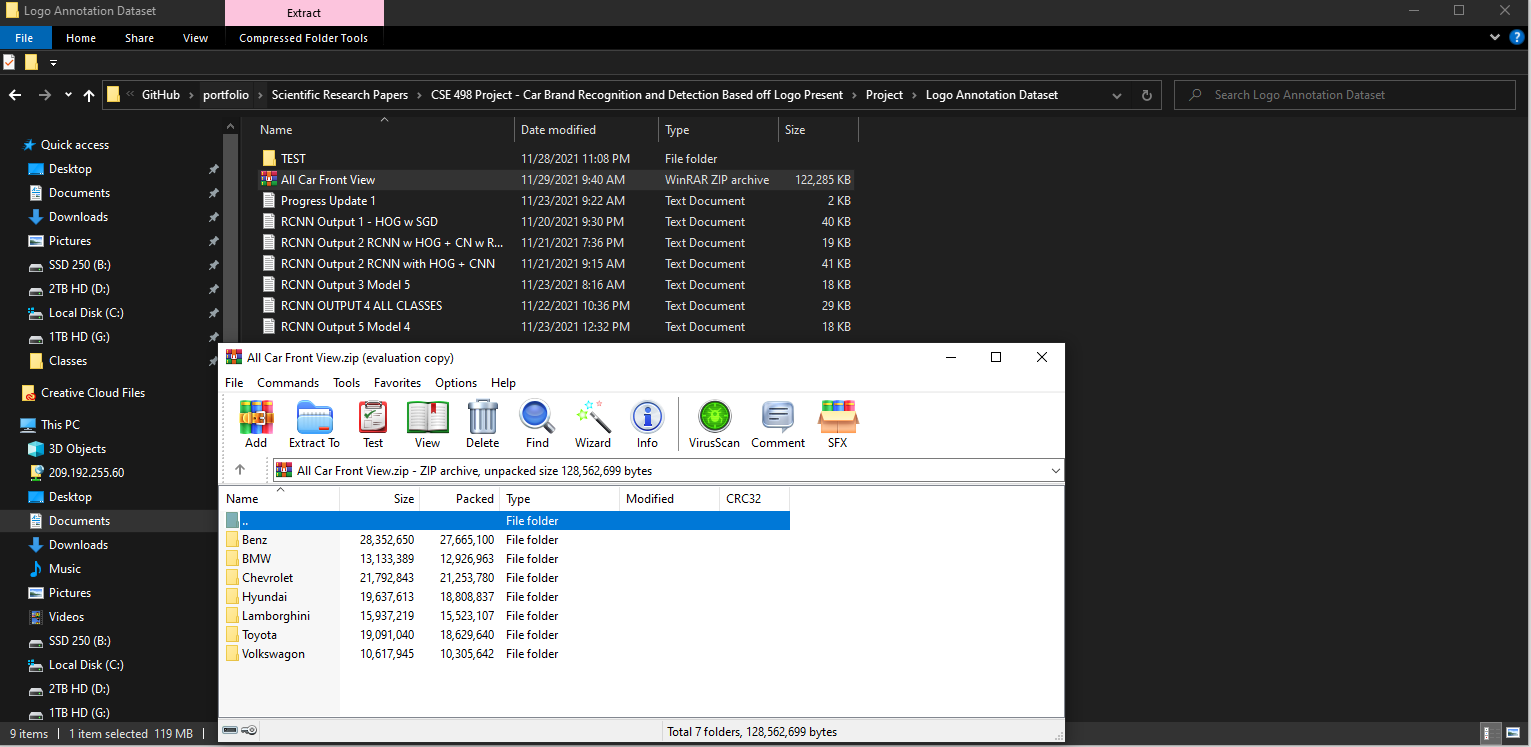 Logo Annotation Dataset
Extract
File Home Share View Compressed Folder Tools
« GitHub › portfolio › Scientific Research Papers › CSE 498 Project - Car Brand Recognition and Detection Based off Logo Present › Project › Logo Annotation Dataset
Search Logo Annotation Dataset
Quick access
Desktop
Documents
Downloads
Pictures
SSD 250 (B:)
2TB HD (D:)
Local Disk (C:)
1TB HD (G:)
Classes
Creative Cloud Files
This PC
3D Objects
209.192.255.60
Desktop
Documents
Downloads
Music
Pictures
Videos
SSD 250 (B:)
Local Disk (C:)
2TB HD (D:)
1TB HD (G:)
Name Date modified Type Size
TEST 11/28/2021 11:08 PM File folder
All Car Front View 11/29/2021 9:40 AM WinRAR ZIP archive 122,285 KB
Progress Update 1 11/23/2021 9:22 AM Text Document 2 KB
RCNN Output 1 - HOG w SGD 11/20/2021 9:30 PM Text Document 40 KB
RCNN Output 2 RCNN w HOG + CN w R... 11/21/2021 7:36 PM Text Document 19 KB
RCNN Output 2 RCNN with HOG + CNN 11/21/2021 9:15 AM Text Document 41 KB
RCNN Output 3 Model 5 11/23/2021 8:16 AM Text Document 18 KB
RCNN OUTPUT 4 ALL CLASSES 11/22/2021 10:36 PM Text Document 29 KB
RCNN Output 5 Model 4 11/23/2021 12:32 PM Text Document 18 KB
All Car Front View.zip (evaluation copy)
File Commands Tools Favorites Options Help
Add Extract To Test View Delete Find Wizard Info VirusScan Comment SFX
All Car Front View.zip - ZIP archive, unpacked size 128,562,699 bytes
Name Size Packed Type Modified CRC32
.. File folder
Benz 28,352,650 27,665,100 File folder
BMW 13,133,389 12,926,963 File folder
Chevrolet 21,792,843 21,253,780 File folder
Hyundai 19,637,613 18,808,837 File folder
Lamborghini 15,937,219 15,523,107 File folder
Toyota 19,091,040 18,629,640 File folder
Volkswagon 10,617,945 10,305,642 File folder
Total 7 folders, 128,562,699 bytes
9 items 1 item selected 119 MB